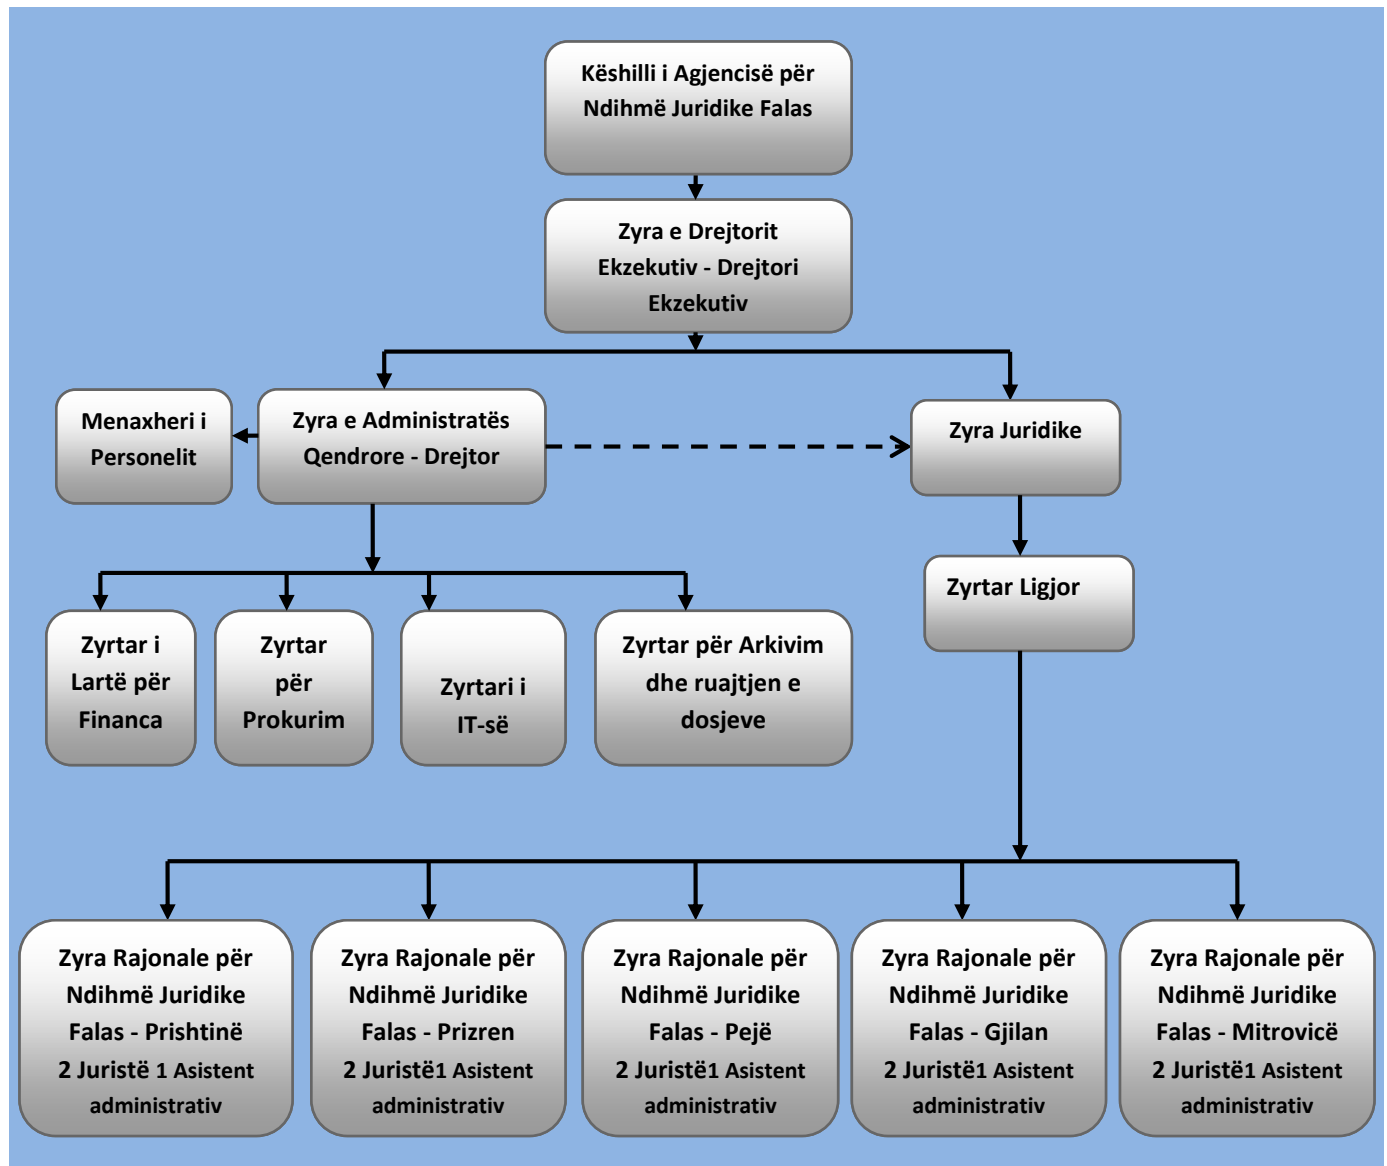 Këshilli i Agjencisë për
Ndihmë Juridike Falas
Zyra e Drejtorit
Ekzekutiv - Drejtori
Ekzekutiv
Menaxheri i
Personelit
Zyra e Administratës
Qendrore - Drejtor
Zyra Juridike
Zyrtar Ligjor
Zyrtar i
Lartë për
Financa
Zyrtar
për
Prokurim
Zyrtari i
IT-së
Zyrtar për Arkivim
dhe ruajtjen e
dosjeve
Zyra Rajonale për
Ndihmë Juridike
Falas - Prishtinë
2 Juristë 1 Asistent
administrativ
Zyra Rajonale për
Ndihmë Juridike
Falas - Prizren
2 Juristë1 Asistent
administrativ
Zyra Rajonale për
Ndihmë Juridike
Falas - Pejë
2 Juristë1 Asistent
administrativ
Zyra Rajonale për
Ndihmë Juridike
Falas - Gjilan
2 Juristë1 Asistent
administrativ
Zyra Rajonale për
Ndihmë Juridike
Falas - Mitrovicë
2 Juristë1 Asistent
administrativ